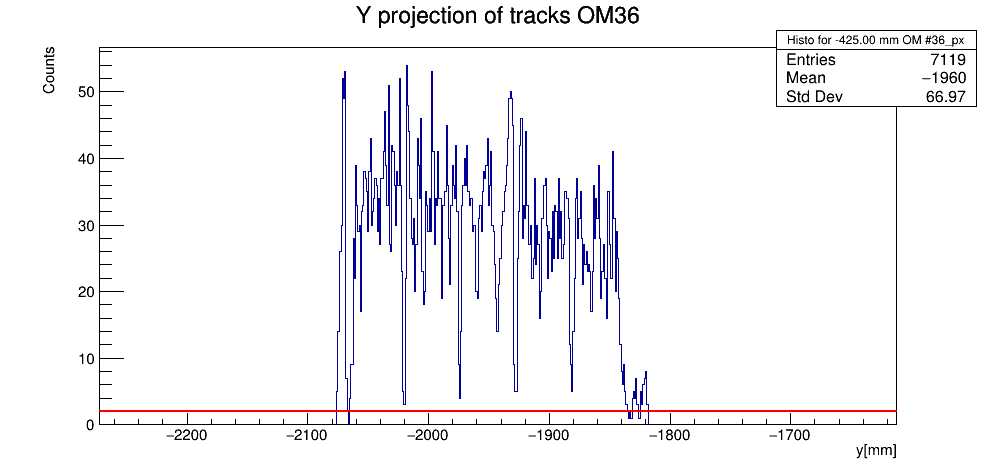 Y projection of tracks OM36
Histo for -425.00 mm OM #36_px
Entries 7119
Mean −1960
Std Dev 66.97
Counts
50
40
30
20
10
0
−2200 −2100 −2000 −1900 −1800 −1700
y[mm]